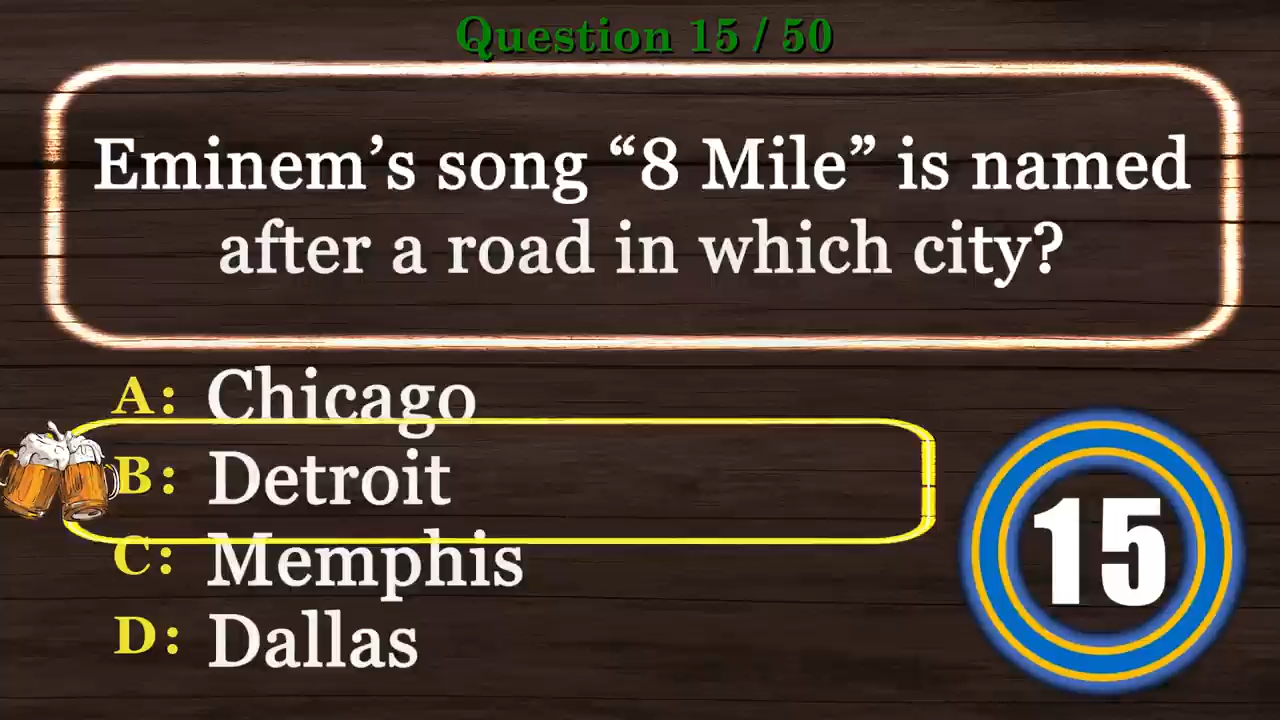 Question 15 / 50
Eminem’s song “8 Mile” is named
after a road in which city?
A: Chicago
B: Detroit
C: Memphis
D: Dallas
15